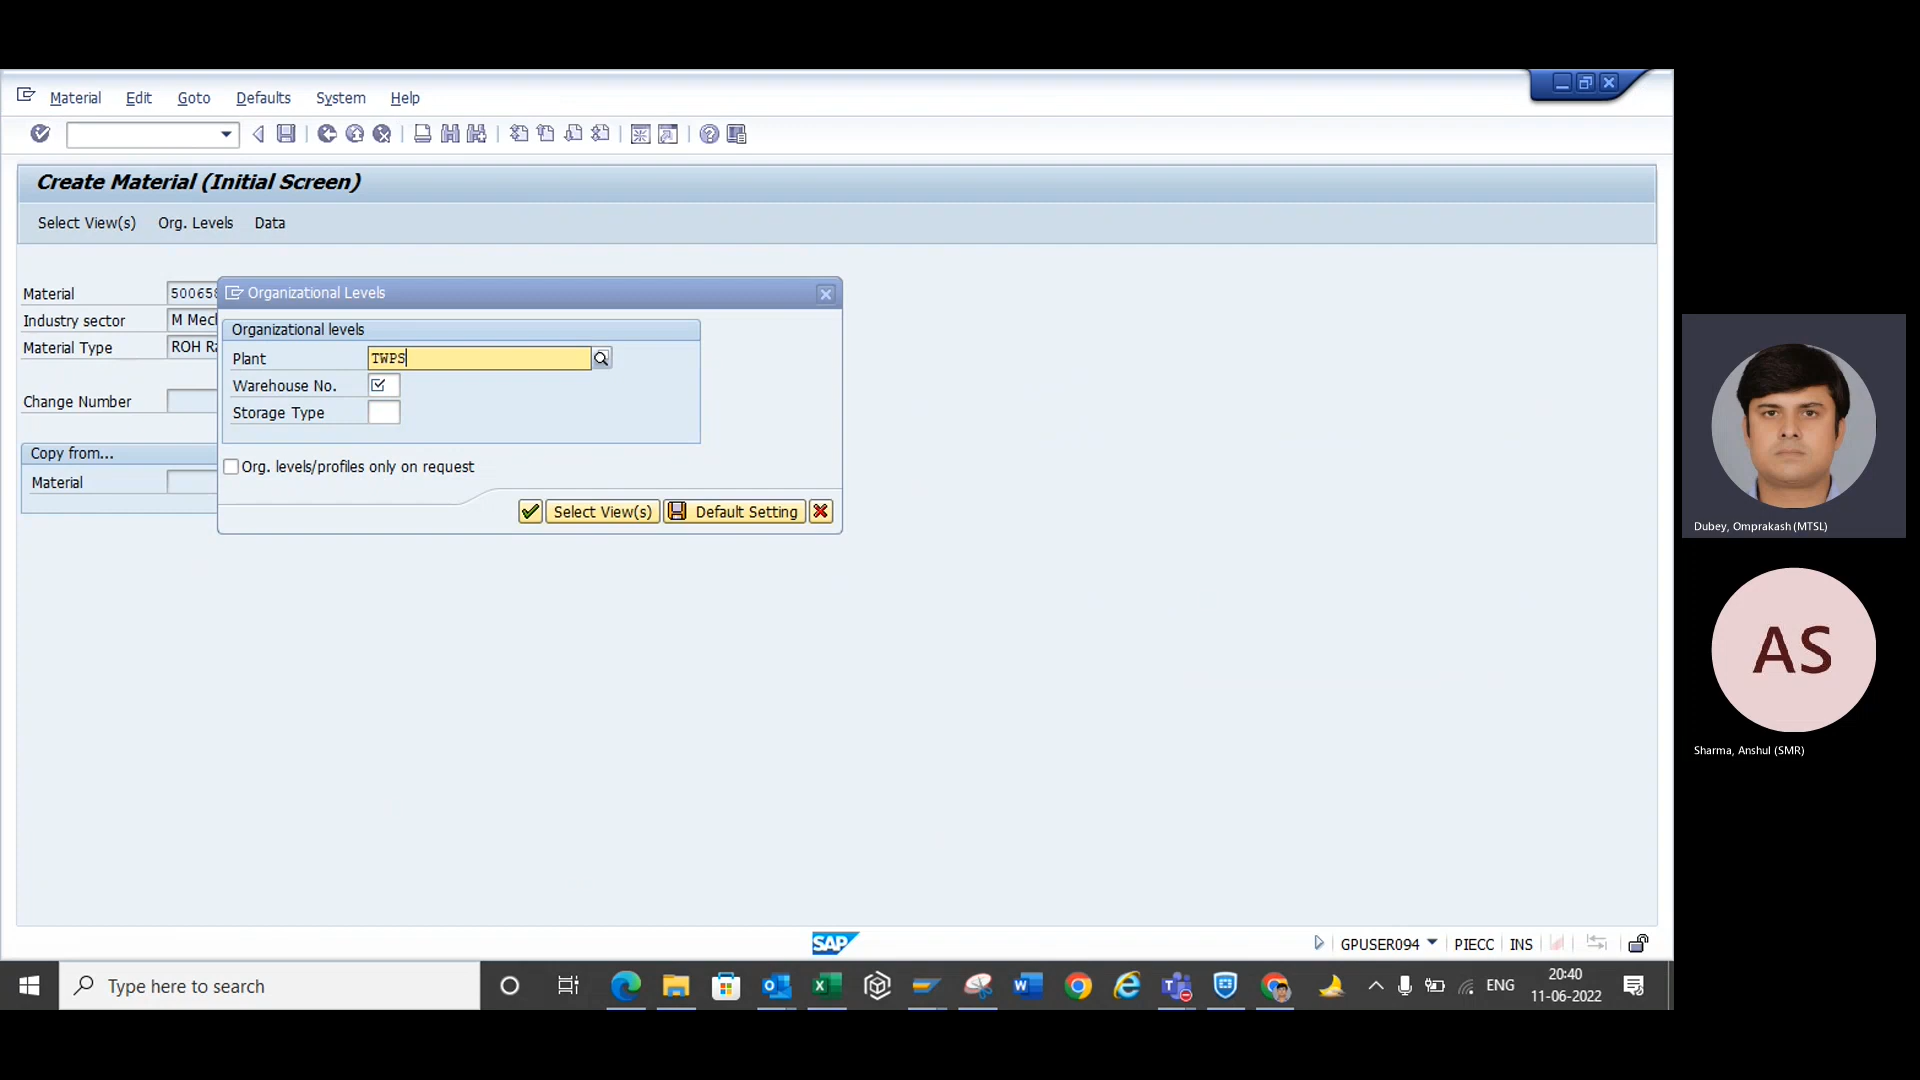 Material Edit Goto Defaults System Help
Create Material (Initial Screen)
Select View(s) Org. Levels Data
Material 50065
Industry sector M Mec
Material Type ROH
Change Number
Copy from...
Material
Organizational Levels
Organizational levels
Plant TWPS
Warehouse No.
Storage Type
Org. levels/profiles only on request
Select View(s) Default Setting
SAP
GPUSER094 PIECC INS
Type here to search
ENG
20:40
11-06-2022
Dubey, Omprakash (MTSL)
AS
Sharma, Anshul (SMR)